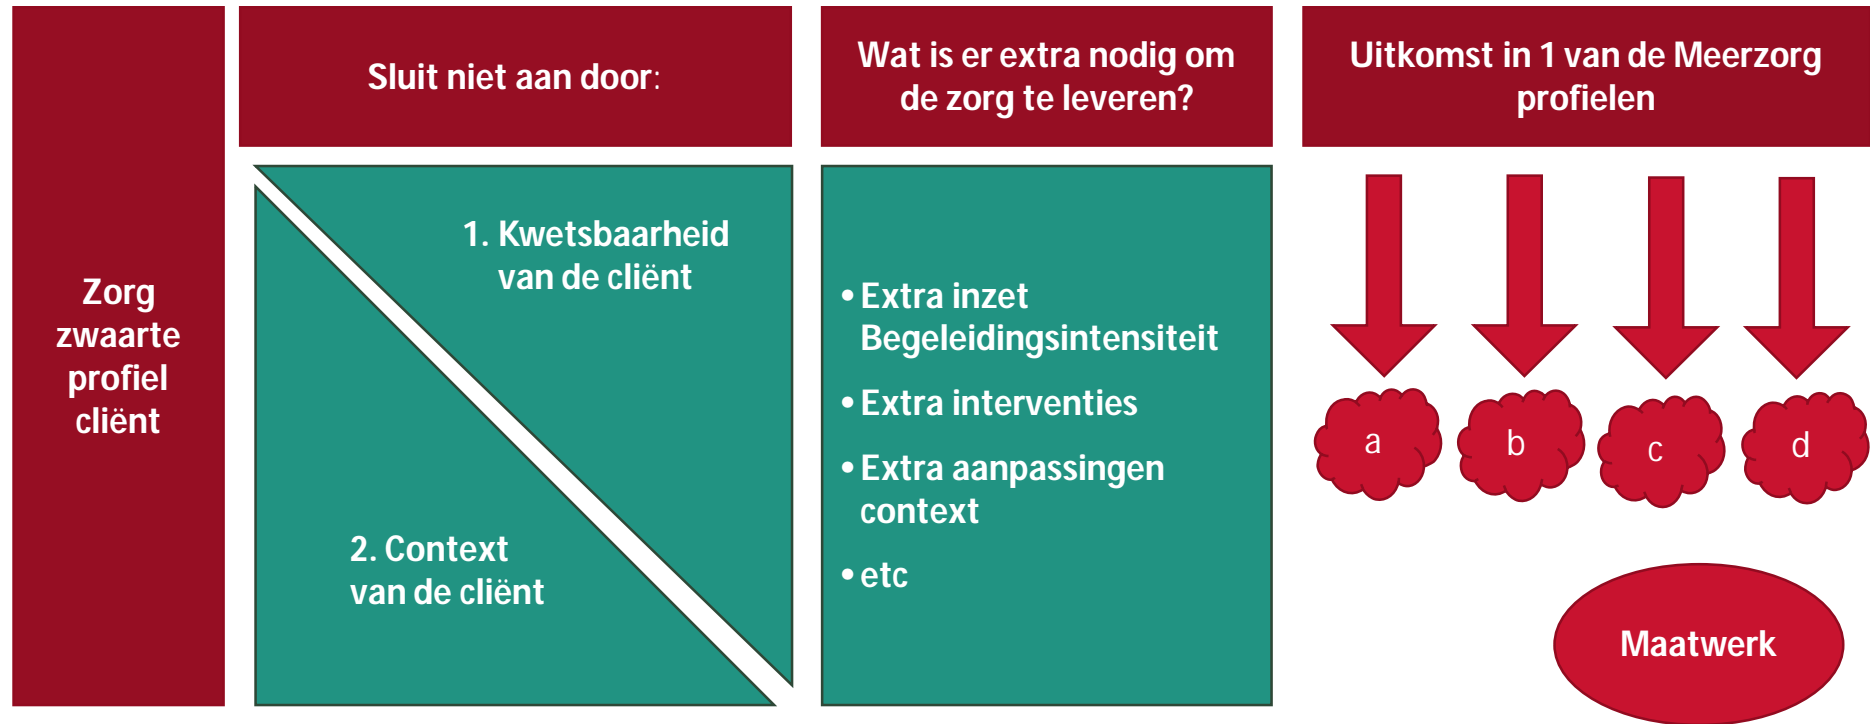 Zorg
zwaarte
profiel
cliënt
Sluit niet aan door:
1. Kwetsbaarheid
van de cliënt
2. Context
van de cliënt
Wat is er extra nodig om
de zorg te leveren?
• Extra inzet
Begeleidingsintensiteit
• Extra interventies
• Extra aanpassingen
context
• etc
Uitkomst in 1 van de Meerzorg
profielen
a
b
c
d
Maatwerk